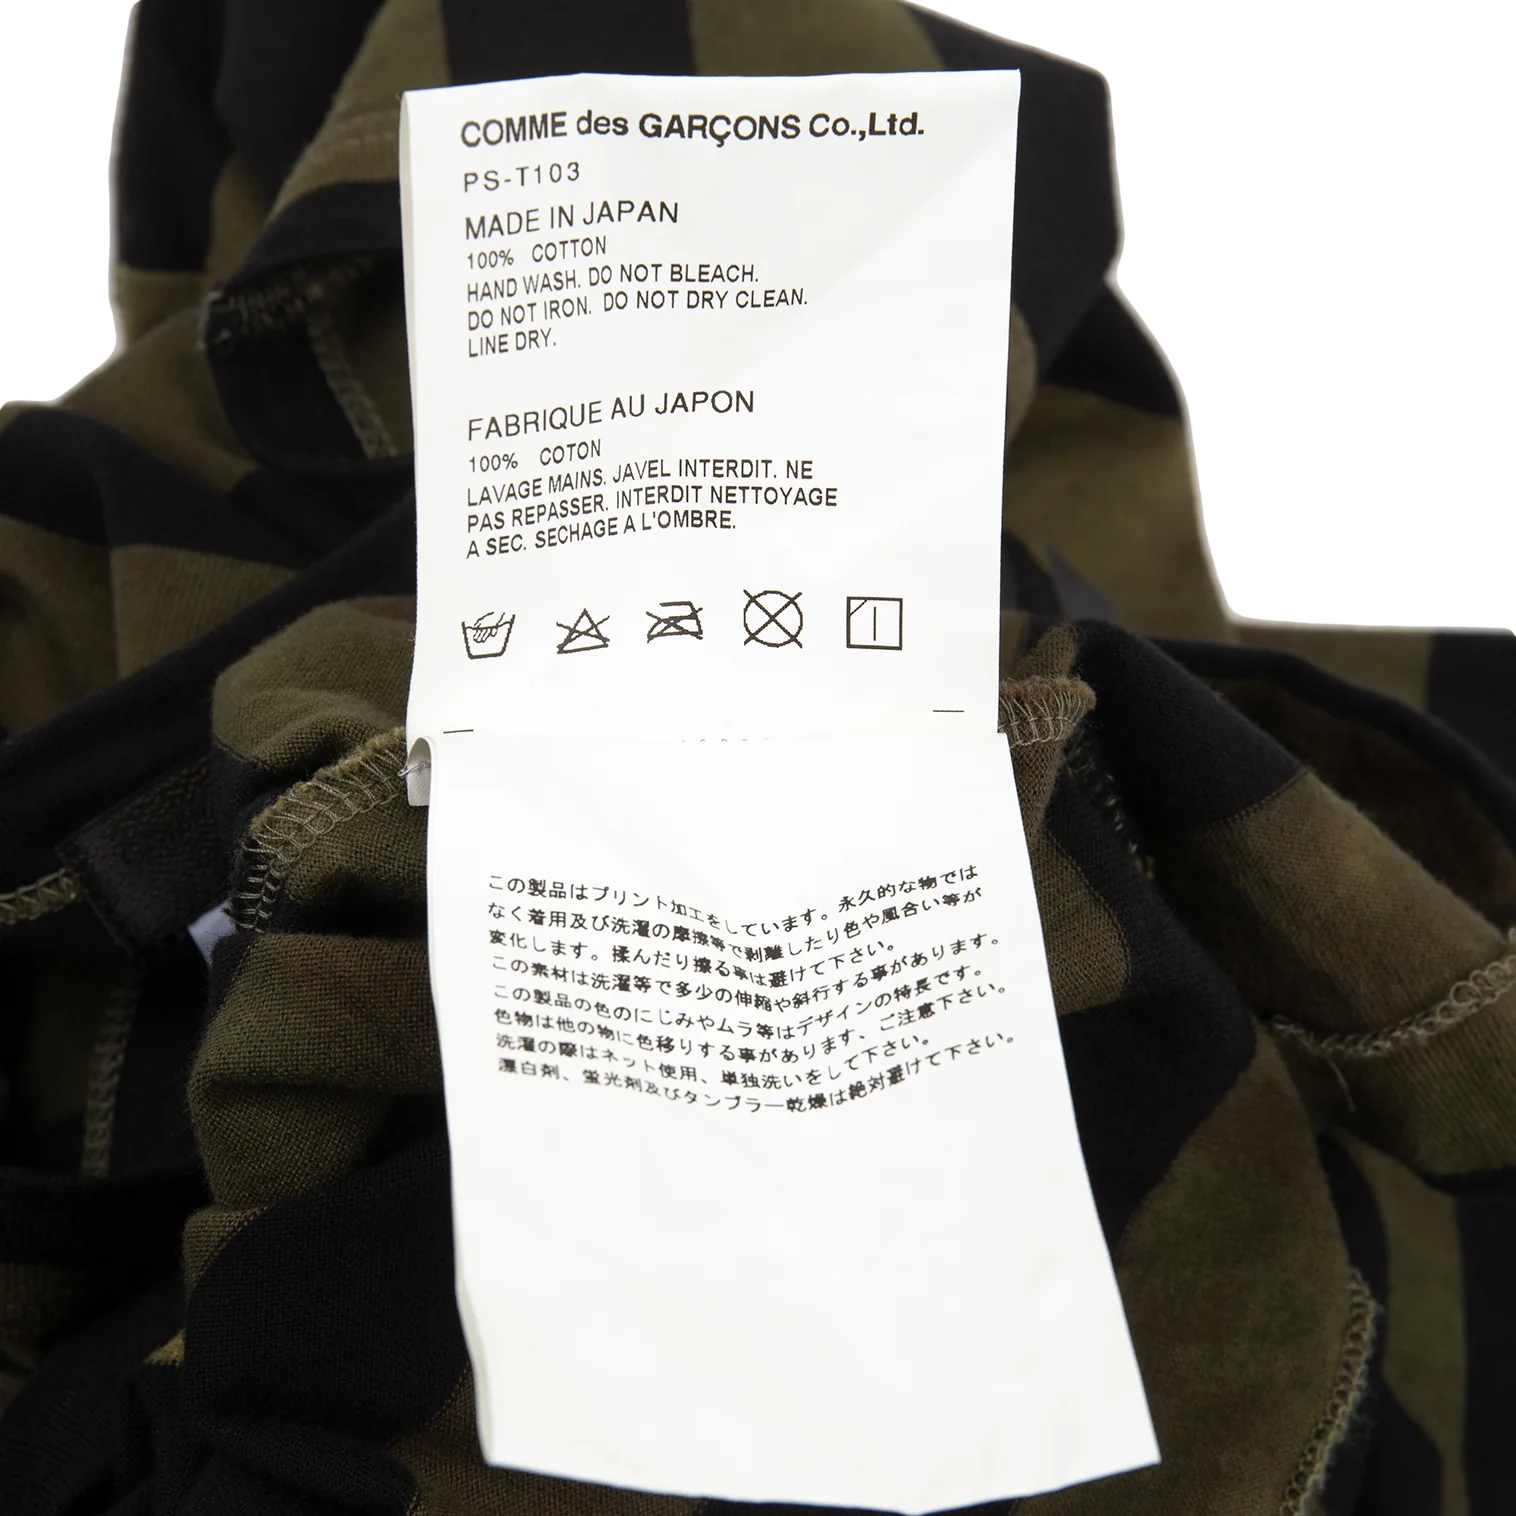 COMME des GARÇONS Co.,Ltd.
PS-T103
MADE IN JAPAN
100% COTTON
HAND WASH. DO NOT BLEACH.
DO NOT IRON. DO NOT DRY CLEAN.
LINE DRY.
FABRIQUE AU JAPON
100% COTON
LAVAGE MAINS. JAVEL INTERDIT. NE
PAS REPASSER. INTERDIT NETTOYAGE
A SEC. SECHAGE A L'OMBRE.
この製品はプリント加工をしています。永久的な物では
なく着用及び洗濯の摩擦等で剥離したり色や風合い等が
変化します。揉んだり擦る事は避けて下さい。
この素材は洗濯等で多少の伸縮や斜行する事があります。
この製品の色のにじみやムラ等はデザインの特長です。
色物は他の物に色移りする事があります、ご注意下さい。
洗濯の際はネット使用、単独洗いをして下さい。
漂白剤、蛍光剤及びタンブラー乾燥は絶対避けて下さい。